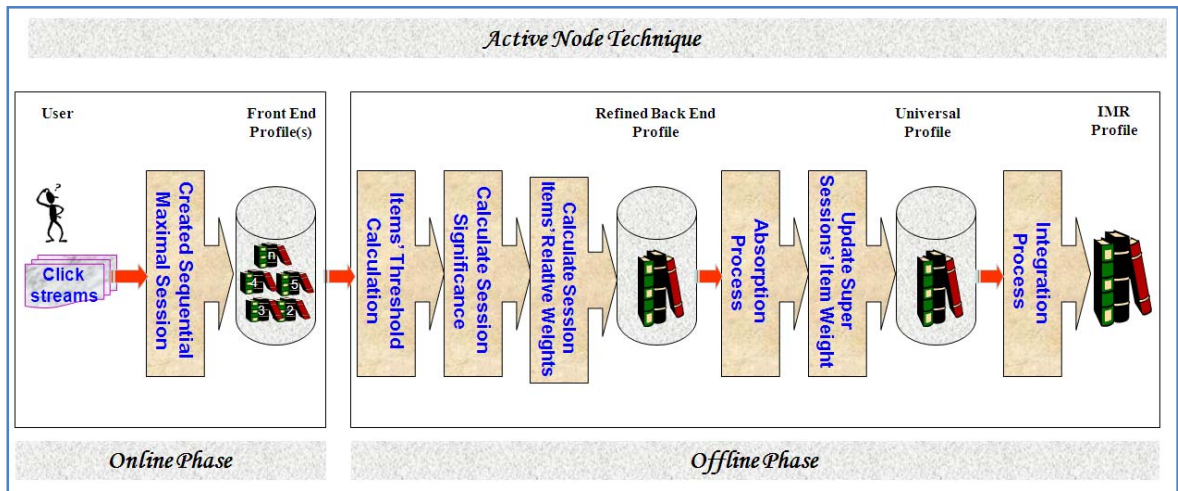 Active Node Technique
User
Front End
Profile(s)
Click
streams
Created Sequential
Maximal Session
n
4
5
3
2
Items' Threshold
Calculation
Calculate Session
Significance
Calculate Session
Items' Relative Weights
Refined Back End
Profile
Absorption
Process
Update Super
Sessions' Item Weight
Universal
Profile
Integration
Process
IMR
Profile
Online Phase
Offline Phase